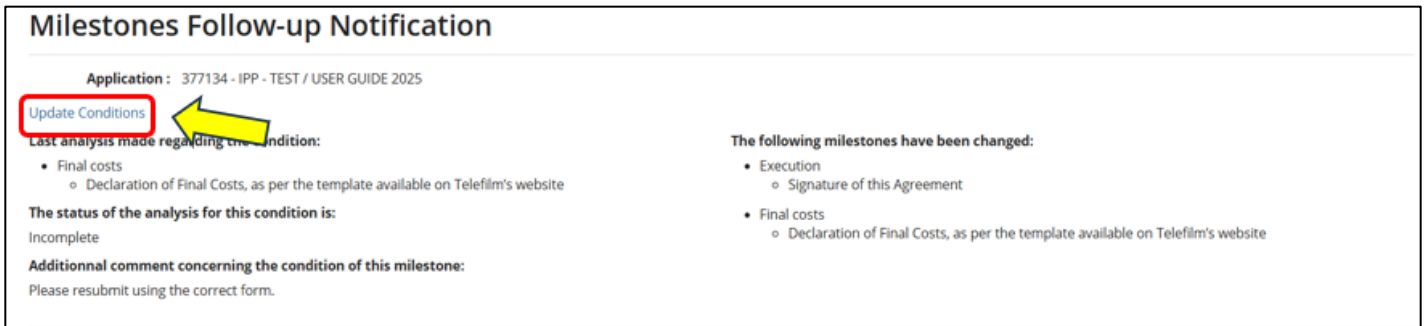 Milestones Follow-up Notification
Application : 377134 - IPP - TEST / USER GUIDE 2025
Update Conditions
Last analysis made regarding the condition:
Final costs
Declaration of Final Costs, as per the template available on Telefilm's website
The status of the analysis for this condition is:
Incomplete
Additionnal comment concerning the condition of this milestone:
Please resubmit using the correct form.
The following milestones have been changed:
Execution
Signature of this Agreement
Final costs
Declaration of Final Costs, as per the template available on Telefilm's website